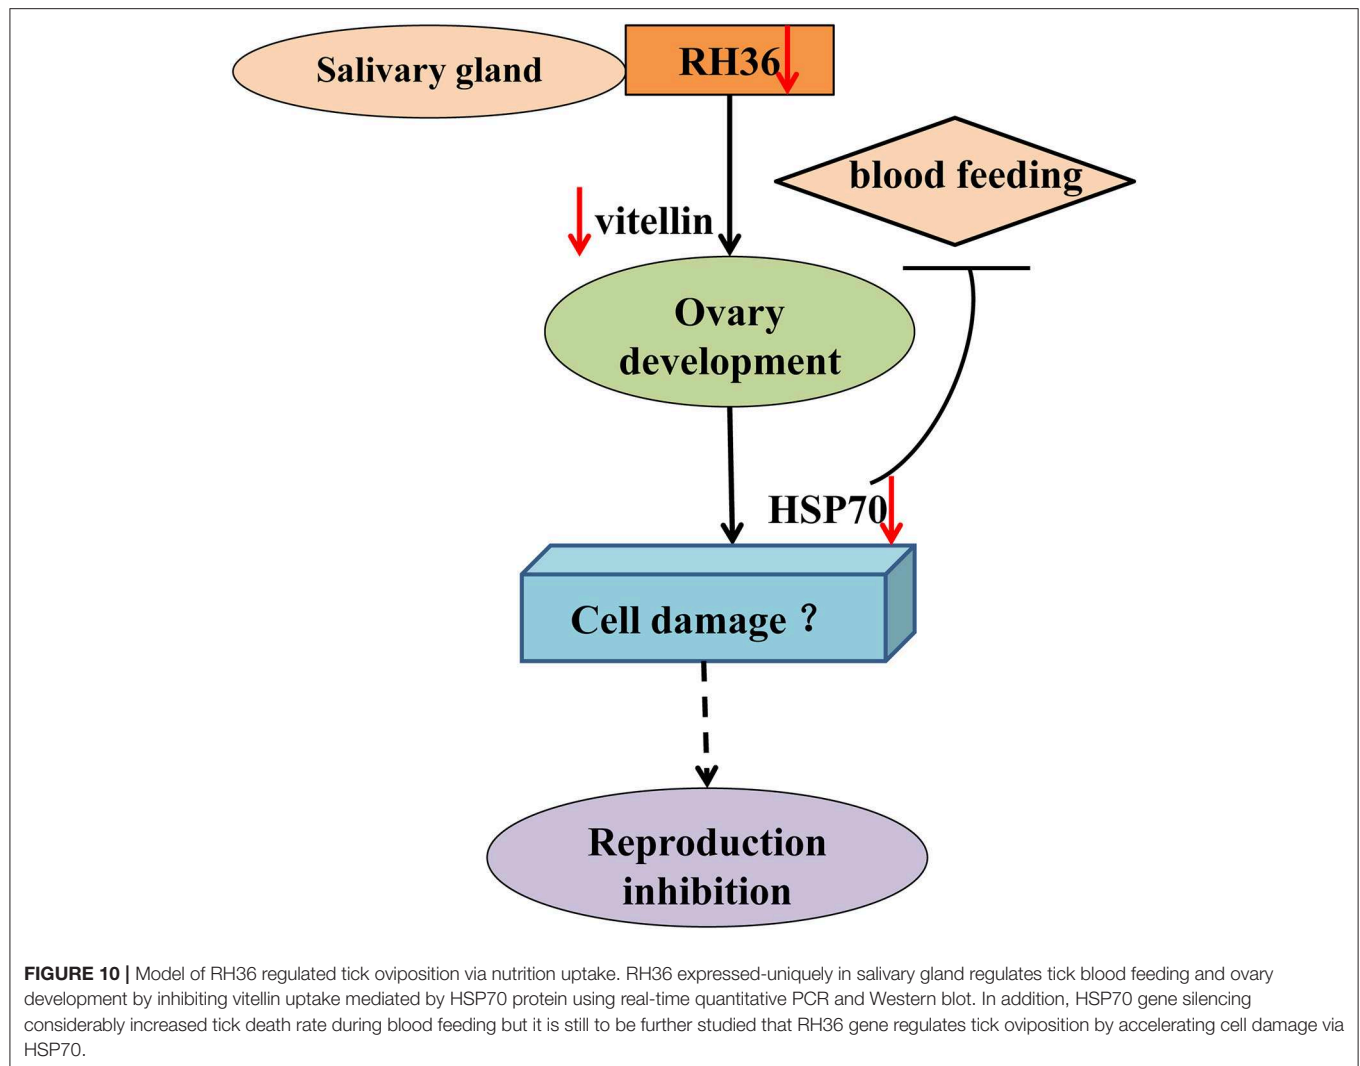 Salivary gland
RH36
blood feeding
vitellin
Ovary
development
HSP70
Cell damage ？
Reproduction
inhibition
FIGURE 10 | Model of RH36 regulated tick oviposition via nutrition uptake. RH36 expressed-uniquely in salivary gland regulates tick blood feeding and ovary
development by inhibiting vitellin uptake mediated by HSP70 protein using real-time quantitative PCR and Western blot. In addition, HSP70 gene silencing
considerably increased tick death rate during blood feeding but it is still to be further studied that RH36 gene regulates tick oviposition by accelerating cell damage via
HSP70.